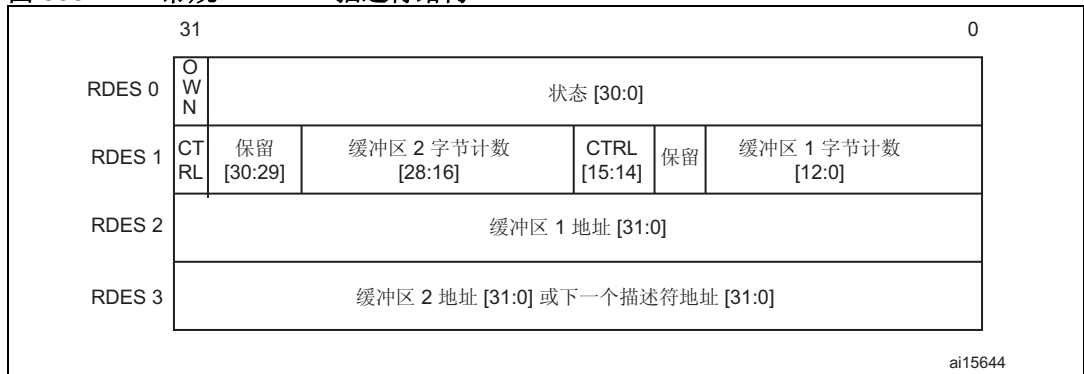 31 0
RDES 0 OWN 状态 [30:0]
RDES 1 CTRL 保留 [30:29] 缓冲区 2 字节计数 [28:16] CTRL [15:14] 保留 缓冲区 1 字节计数 [12:0]
RDES 2 缓冲区 1 地址 [31:0]
RDES 3 缓冲区 2 地址 [31:0] 或下一个描述符地址 [31:0]
ai15644